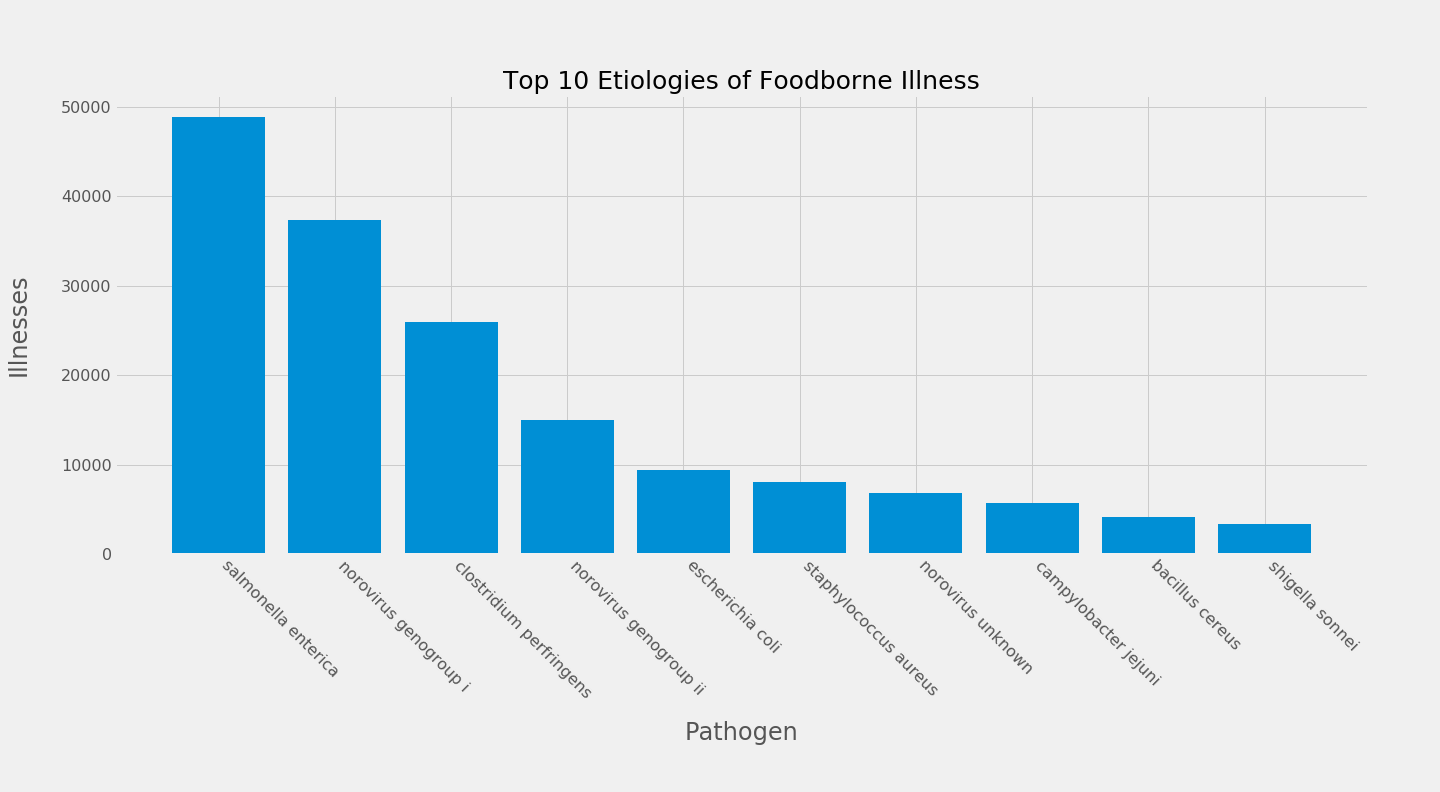 Top 10 Etiologies of Foodborne Illness
50000
40000
30000
20000
10000
0
Illnesses
salmonella enterica
norovirus genogroup i
clostridium perfringens
norovirus genogroup ii
escherichia coli
staphylococcus aureus
norovirus unknown
campylobacter jejuni
bacillus cereus
shigella sonnei
Pathogen